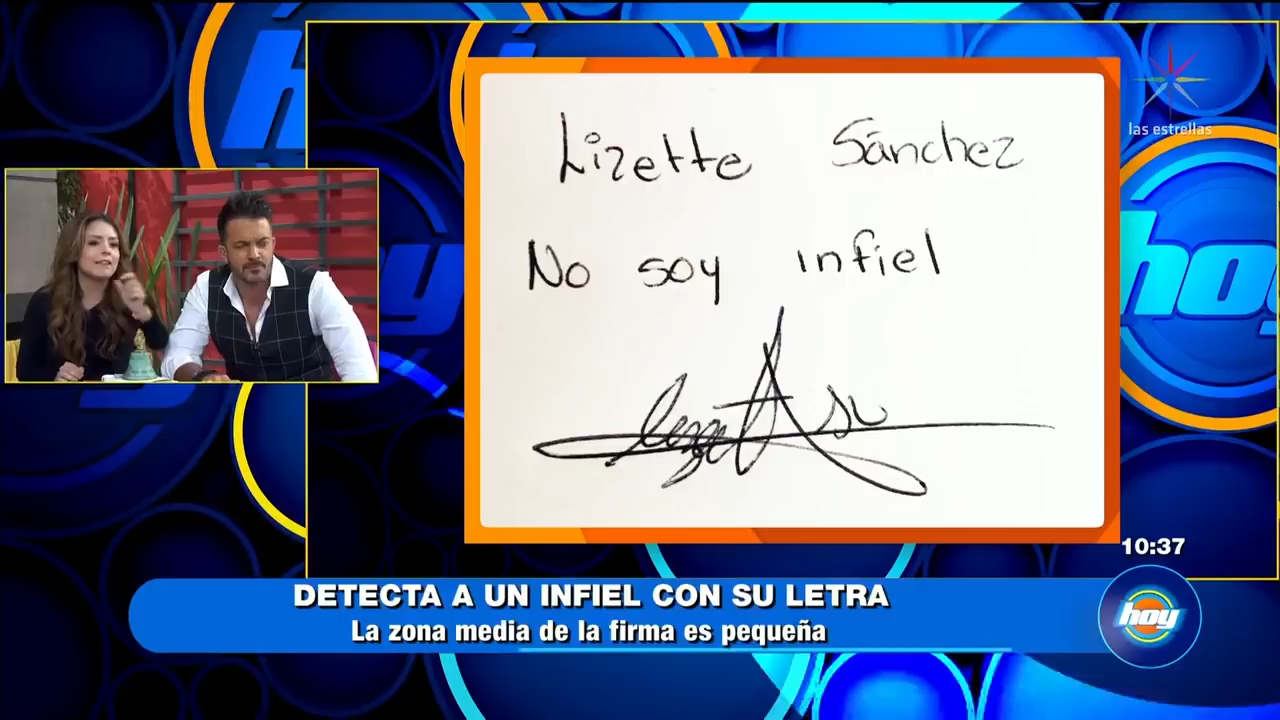 las estrellas
Lizette Sánchez
No soy infiel
hoy
10:37
DETECTA A UN INFIEL CON SU LETRA
La zona media de la firma es pequeña
hoy